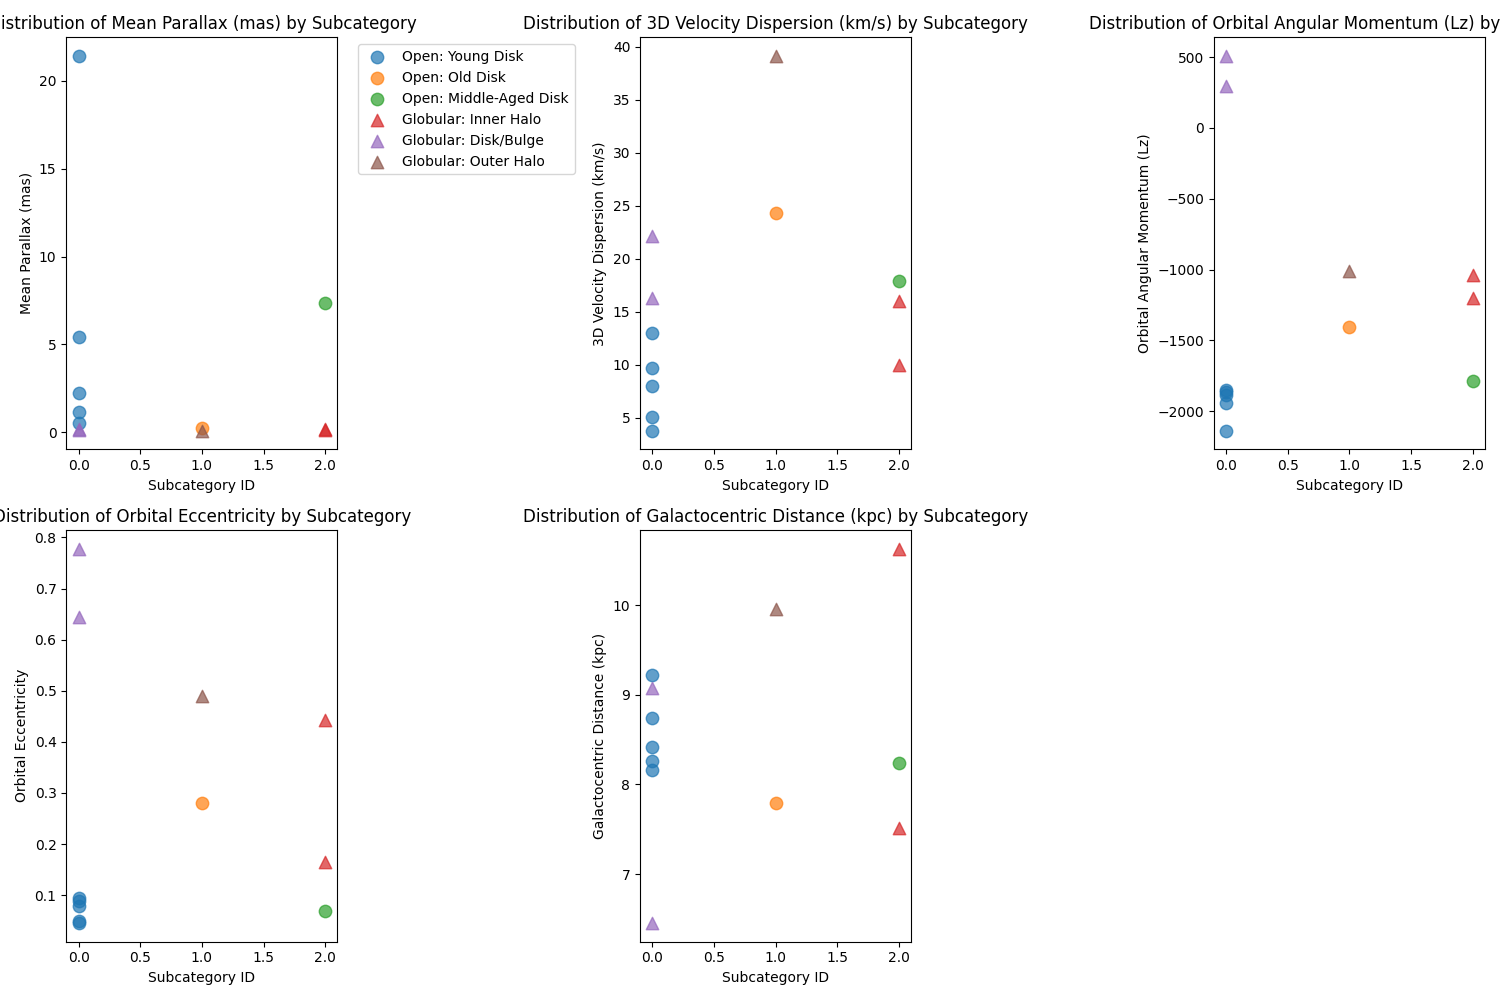 istribution of Mean Parallax (mas) by Subcategory
Mean Parallax (mas)
20
15
10
5
0
0.0 0.5 1.0 1.5 2.0
Subcategory ID
Open: Young Disk
Open: Old Disk
Open: Middle-Aged Disk
Globular: Inner Halo
Globular: Disk/Bulge
Globular: Outer Halo
Distribution of 3D Velocity Dispersion (km/s) by Subcategory
3D Velocity Dispersion (km/s)
40
35
30
25
20
15
10
5
0.0 0.5 1.0 1.5 2.0
Subcategory ID
Distribution of Orbital Angular Momentum (Lz) by
Orbital Angular Momentum (Lz)
500
0
−500
−1000
−1500
−2000
0.0 0.5 1.0 1.5 2.0
Subcategory ID
Distribution of Orbital Eccentricity by Subcategory
Orbital Eccentricity
0.8
0.7
0.6
0.5
0.4
0.3
0.2
0.1
0.0 0.5 1.0 1.5 2.0
Subcategory ID
Distribution of Galactocentric Distance (kpc) by Subcategory
Galactocentric Distance (kpc)
10
9
8
7
0.0 0.5 1.0 1.5 2.0
Subcategory ID